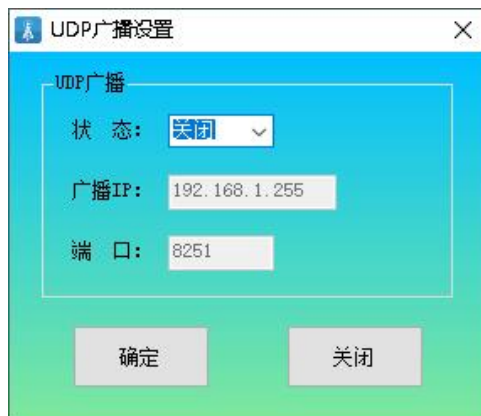 UDP广播设置
UDP广播
状 态: 关闭
广播IP: 192.168.1.255
端 口: 8251
确定 关闭